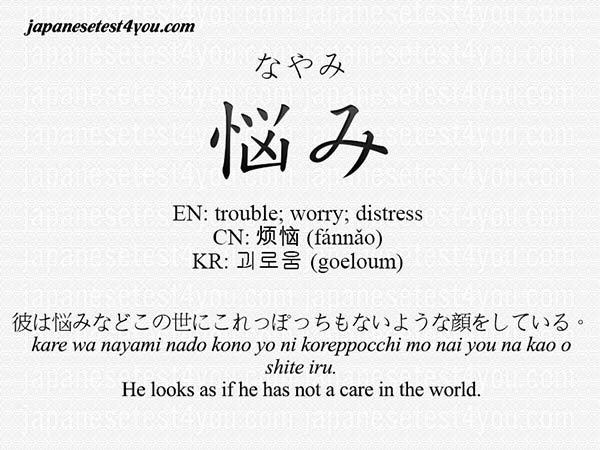 japanesetest4you.com
なやみ
悩み
EN: trouble; worry; distress
CN: 烦恼 (fánnǎo)
KR: 괴로움 (goeloum)
彼は悩みなどこの世にこれっぽっちもないような顔をしている。
kare wa nayami nado kono yo ni koreppocchi mo nai you na kao o
shite iru.
He looks as if he has not a care in the world.